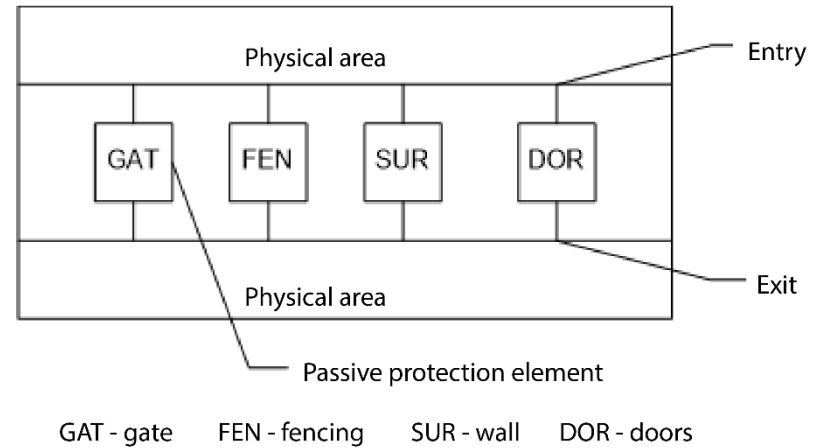 Physical area
Entry
GAT FEN SUR DOR
Physical area
Exit
Passive protection element
GAT - gate FEN - fencing SUR - wall DOR - doors